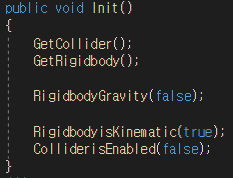 public void Init()
{
GetCollider();
GetRigidbody();
RigidbodyGravity(false);
RigidbodyisKinematic(true);
ColliderisEnabled(false);
}